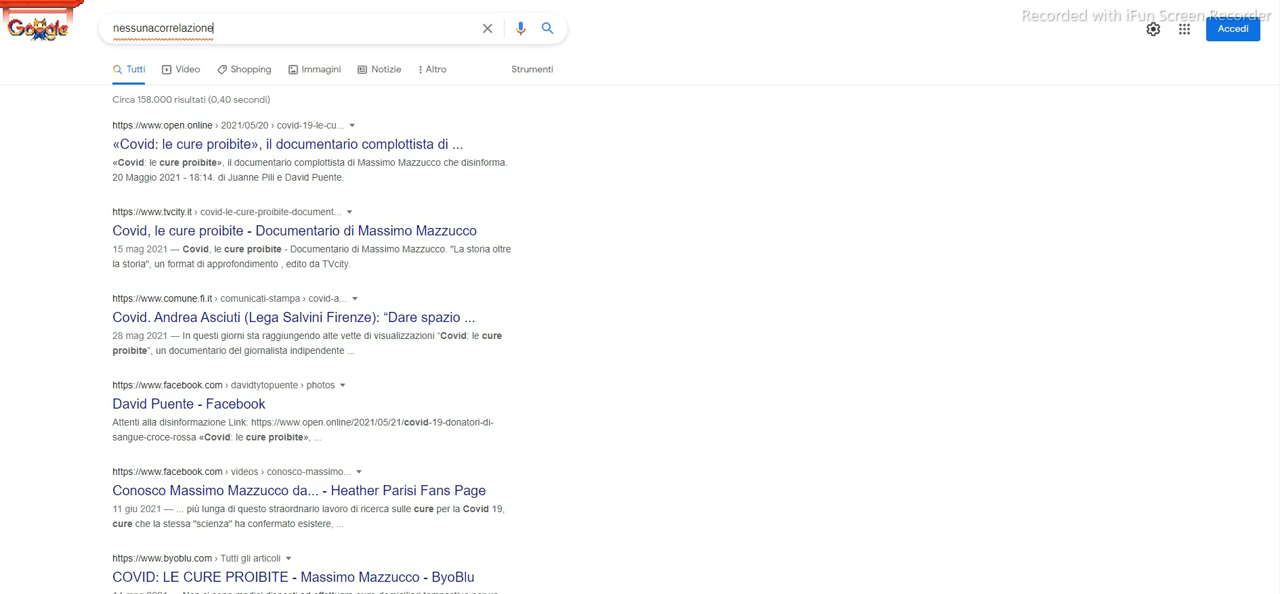 Recorded with iFun Screen Recorder
Google
nessunacorrelazione
Accedi
Tutti Video Shopping Immagini Notizie Altro Strumenti
Circa 158.000 risultati (0,40 secondi)
https://www.open.online › 2021/05/20 › covid-19-le-cu...
«Covid: le cure proibite», il documentario complottista di ...
«Covid: le cure proibite», il documentario complottista di Massimo Mazzucco che disinforma.
20 Maggio 2021 - 18:14. di Juanne Pili e David Puente.
https://www.tvcity.it › covid-le-cure-proibite-document...
Covid, le cure proibite - Documentario di Massimo Mazzucco
15 mag 2021 — Covid, le cure proibite - Documentario di Massimo Mazzucco. "La storia oltre
la storia", un format di approfondimento , edito da TVcity.
https://www.comune.fi.it › comunicati-stampa › covid-a...
Covid. Andrea Asciuti (Lega Salvini Firenze): “Dare spazio ...
28 mag 2021 — In questi giorni sta raggiungendo alte vette di visualizzazioni “Covid: le cure
proibite”, un documentario del giornalista indipendente ...
https://www.facebook.com › davidtytopuente › photos
David Puente - Facebook
Attenti alla disinformazione Link: https://www.open.online/2021/05/21/covid-19-donatori-di-
sangue-croce-rossa «Covid: le cure proibite», ...
https://www.facebook.com › videos › conosco-massimo...
Conosco Massimo Mazzucco da... - Heather Parisi Fans Page
11 giu 2021 — ... più lunga di questo straordinario lavoro di ricerca sulle cure per la Covid 19,
cure che la stessa "scienza" ha confermato esistere, ...
https://www.byoblu.com › Tutti gli articoli
COVID: LE CURE PROIBITE - Massimo Mazzucco - ByoBlu